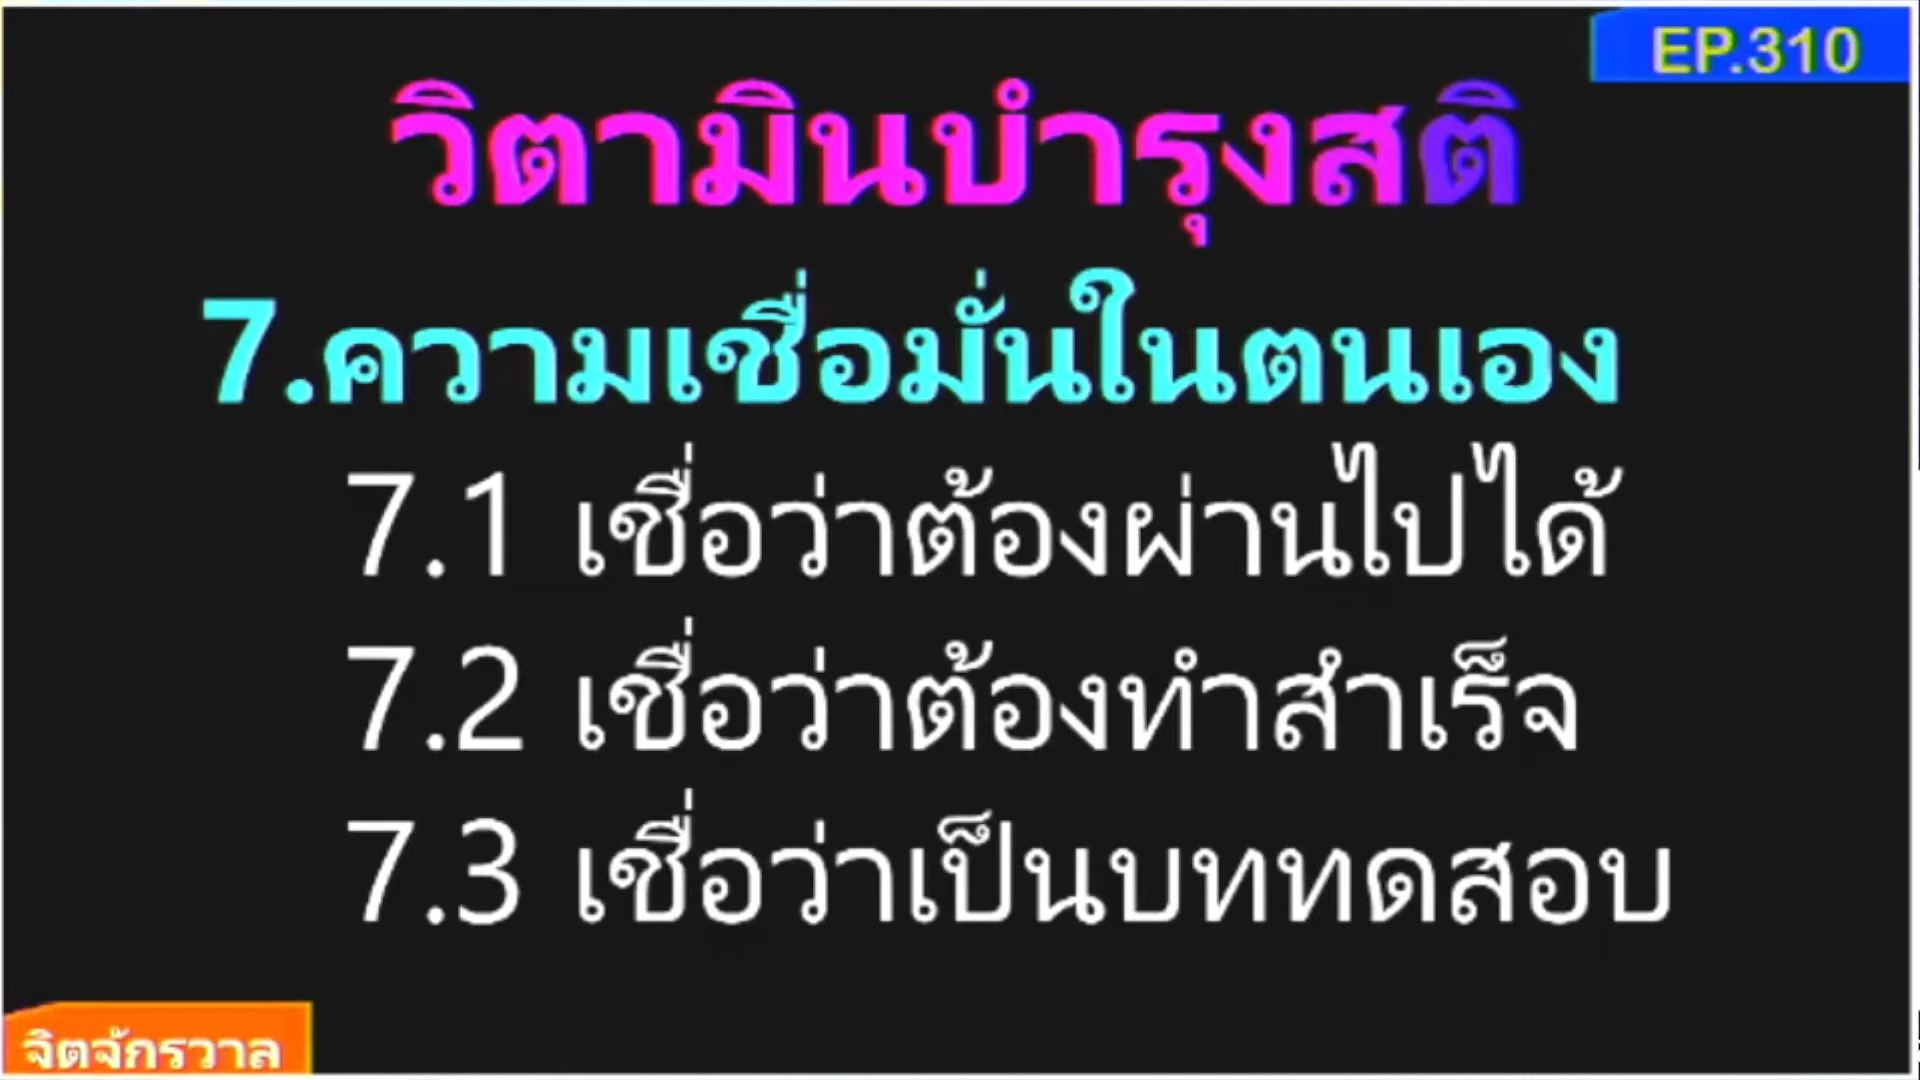 EP.310
วิตามินบำรุงสติ
7.ความเชื่อมั่นในตนเอง
7.1 เชื่อว่าต้องผ่านไปได้
7.2 เชื่อว่าต้องทำสำเร็จ
7.3 เชื่อว่าเป็นบททดสอบ
จิตจักรวาล